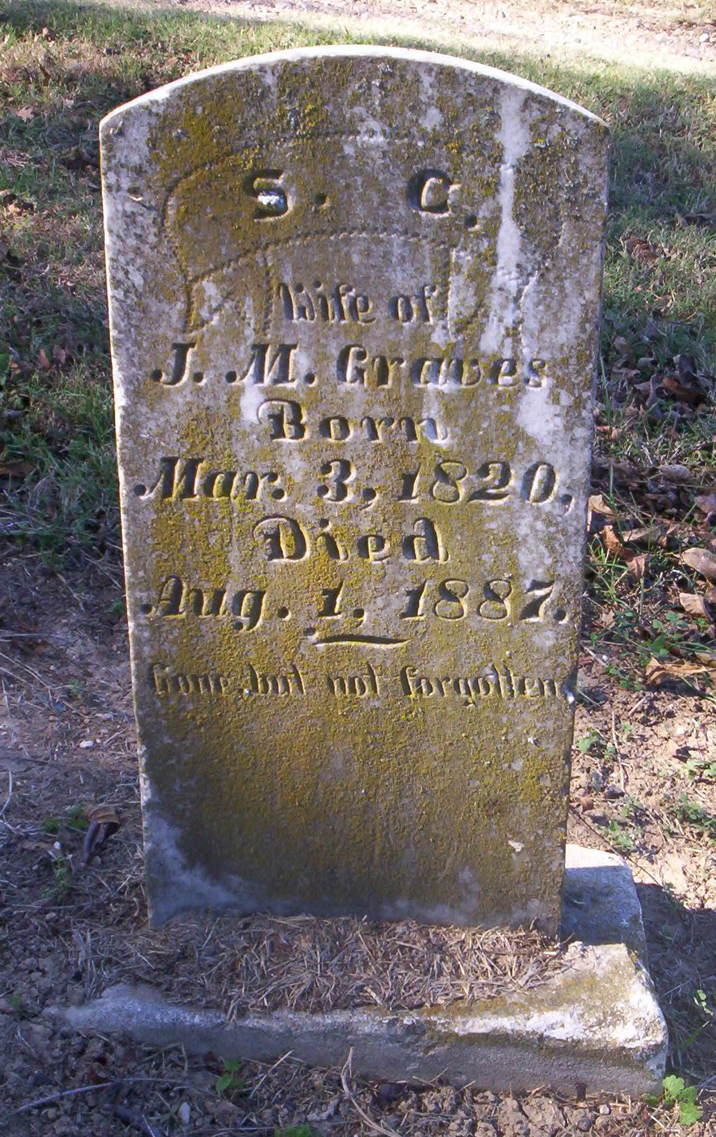 S. C.
Wife of
J. M. Graves
Born
Mar. 3, 1820,
Died
Aug. 1, 1887.
Gone, but not forgotten